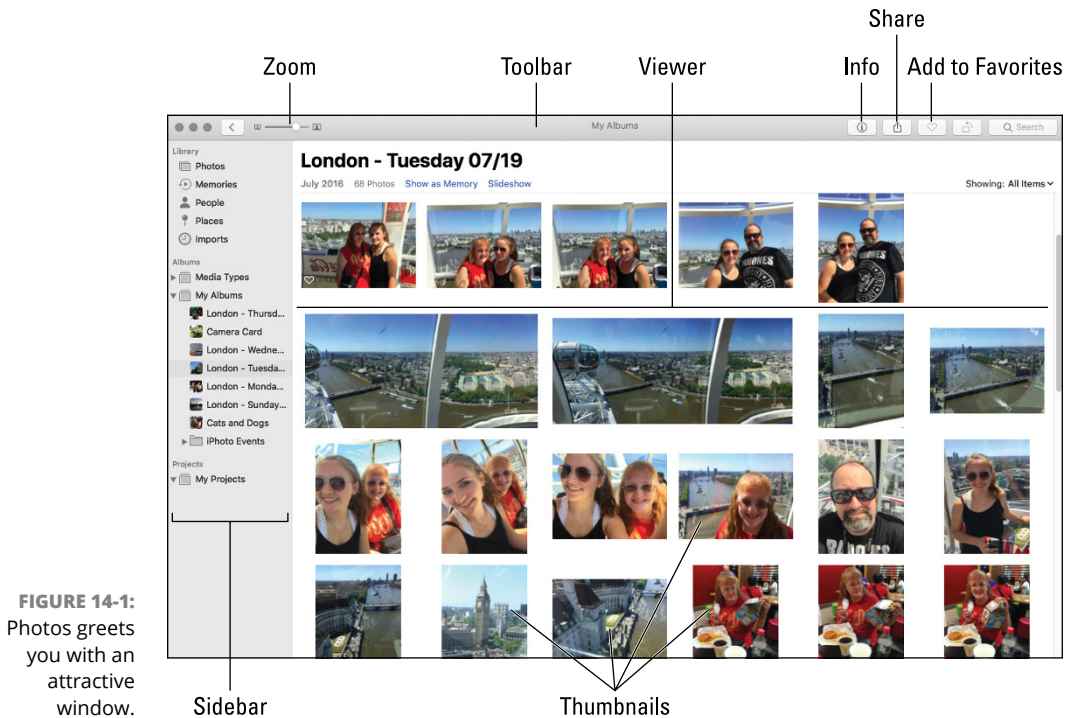 Share
Zoom
Toolbar
Viewer
Info
Add to Favorites
My Albums
Search
Library
Photos
Memories
People
Places
Imports
Albums
Media Types
My Albums
London - Thursd...
Camera Card
London - Wedne...
London - Tuesda...
London - Monda...
London - Sunday...
Cats and Dogs
iPhoto Events
Projects
My Projects
London - Tuesday 07/19
July 2016 68 Photos Show as Memory Slideshow
Showing: All Items
FIGURE 14-1:
Photos greets
you with an
attractive
window.
Sidebar
Thumbnails